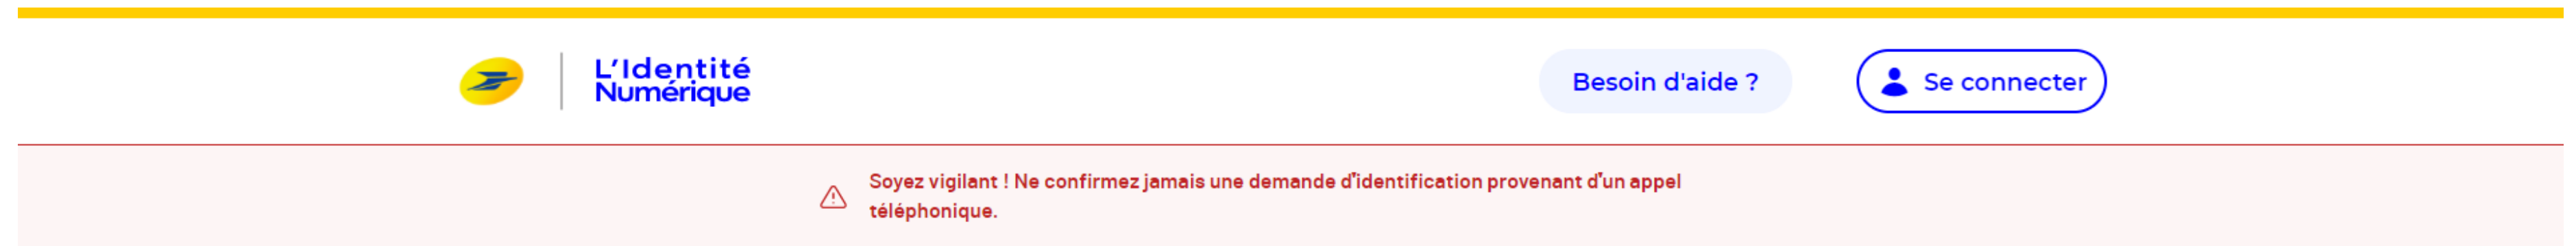 L'Identité
Numérique
Besoin d'aide ?
Se connecter
Soyez vigilant ! Ne confirmez jamais une demande d'identification provenant d'un appel
téléphonique.